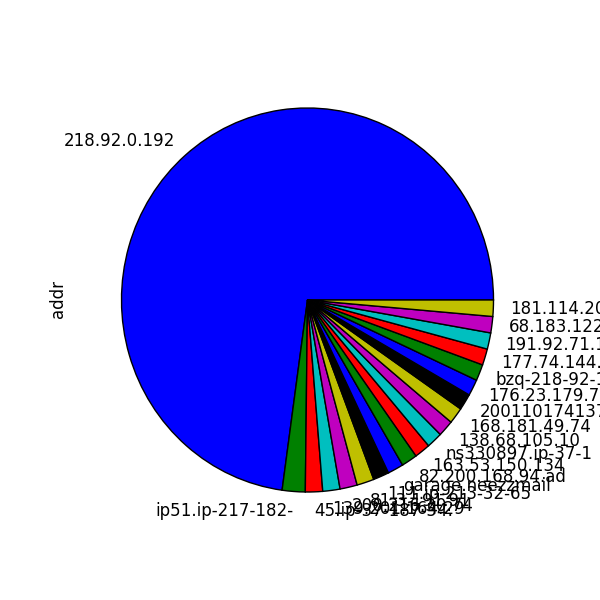 218.92.0.192
addr
181.114.20
68.183.122
191.92.71.1
177.74.144.
bzq-218-92-1
176.23.179.7
200110174137
168.181.49.74
138.68.105.10
ns330897.ip-37-1
163.53.150.134
82.200.168.94.ad
garage.neezzmail
ip51.ip-217-182-